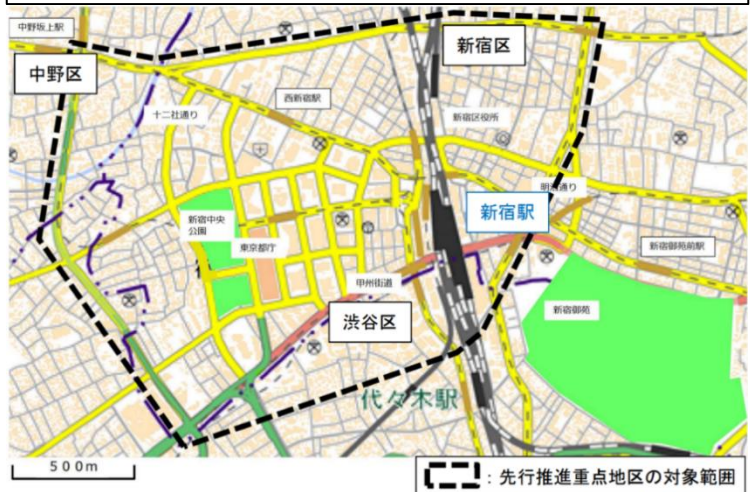 中野坂上駅
新宿区
中野区
西新宿駅
十二社通り
新宿区役所
明治通り
新宿駅
新宿中央
公園
東京都庁
新宿御苑前駅
甲州街道
新宿御苑
渋谷区
代々木駅
500m
：先行推進重点地区の対象範囲